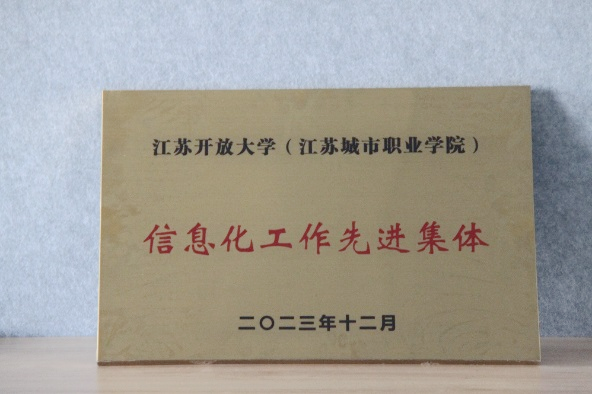 江苏开放大学（江苏城市职业学院）
信息化工作先进集体
二〇二三年十二月